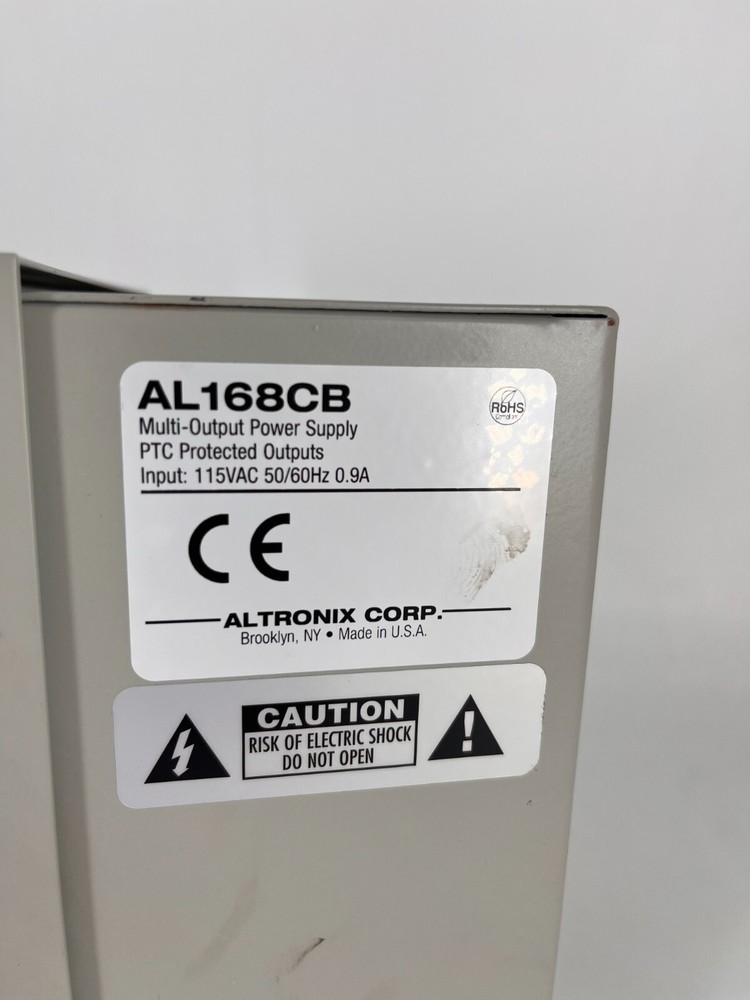 AL168CB
RoHS
Compliant
Multi-Output Power Supply
PTC Protected Outputs
Input: 115VAC 50/60Hz 0.9A
CE
ALTRONIX CORP.
Brooklyn, NY • Made in U.S.A.
CAUTION
RISK OF ELECTRIC SHOCK
DO NOT OPEN